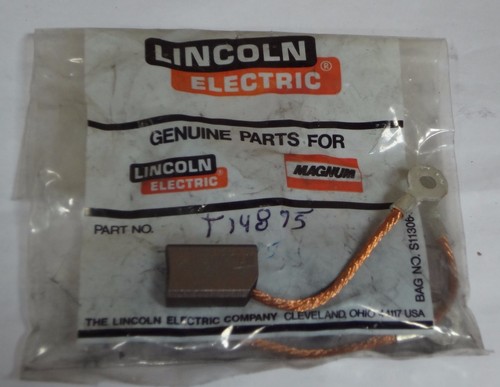 LINCOLN ®
ELECTRIC
GENUINE PARTS FOR
LINCOLN ELECTRIC
MAGNUM
PART NO. T14875
BAG NO. S11306
THE LINCOLN ELECTRIC COMPANY CLEVELAND, OHIO 44117 USA